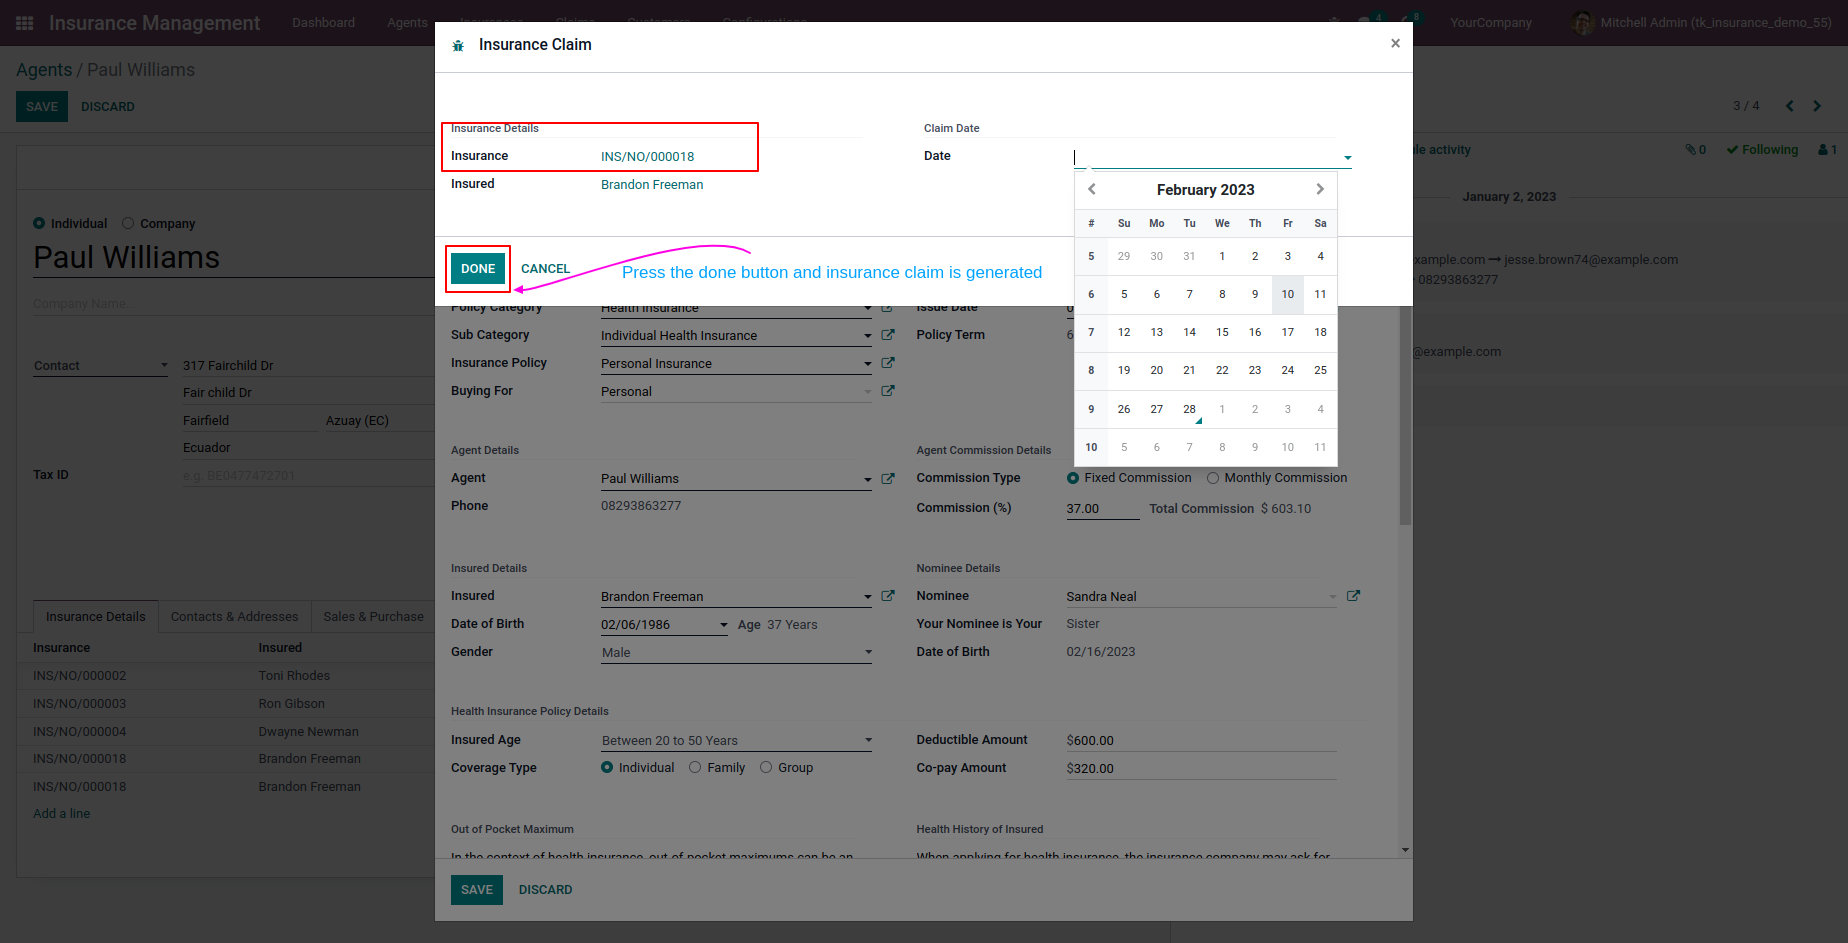 Insurance Management Dashboard Agents Insurances Claims Customers Configurations 4 8 YourCompany Mitchell Admin (tk_insurance_demo_55)
Agents / Paul Williams
SAVE DISCARD
3 / 4
0 Following 1
January 2, 2023
jesse.brown74@example.com
08293863277
@example.com
Individual Company
Paul Williams
Company Name...
Contact 317 Fairchild Dr
Fair child Dr
Fairfield Azuay (EC)
Ecuador
Tax ID e.g. BE0477472701
Insurance Details Contacts & Addresses Sales & Purchase
Insurance Insured
INS/NO/000002 Toni Rhodes
INS/NO/000003 Ron Gibson
INS/NO/000004 Dwayne Newman
INS/NO/000018 Brandon Freeman
INS/NO/000018 Brandon Freeman
Add a line
Insurance Claim ×
Insurance Details
Insurance INS/NO/000018
Insured Brandon Freeman
Claim Date
Date
February 2023
# Su Mo Tu We Th Fr Sa
5 29 30 31 1 2 3 4
6 5 6 7 8 9 10 11
7 12 13 14 15 16 17 18
8 19 20 21 22 23 24 25
9 26 27 28 1 2 3 4
10 5 6 7 8 9 10 11
DONE CANCEL
Press the done button and insurance claim is generated
Policy Category Health Insurance
Sub Category Individual Health Insurance
Insurance Policy Personal Insurance
Buying For Personal
Issue Date
Policy Term
Agent Details
Agent Paul Williams
Phone 08293863277
Agent Commission Details
Commission Type Fixed Commission Monthly Commission
Commission (%) 37.00 Total Commission $ 603.10
Insured Details
Insured Brandon Freeman
Date of Birth 02/06/1986 Age 37 Years
Gender Male
Nominee Details
Nominee Sandra Neal
Your Nominee is Your Sister
Date of Birth 02/16/2023
Health Insurance Policy Details
Insured Age Between 20 to 50 Years
Coverage Type Individual Family Group
Deductible Amount $600.00
Co-pay Amount $320.00
Out of Pocket Maximum
In the context of health insurance, out-of-pocket maximums can be an
Health History of Insured
When applying for health insurance, the insurance company may ask for
SAVE DISCARD